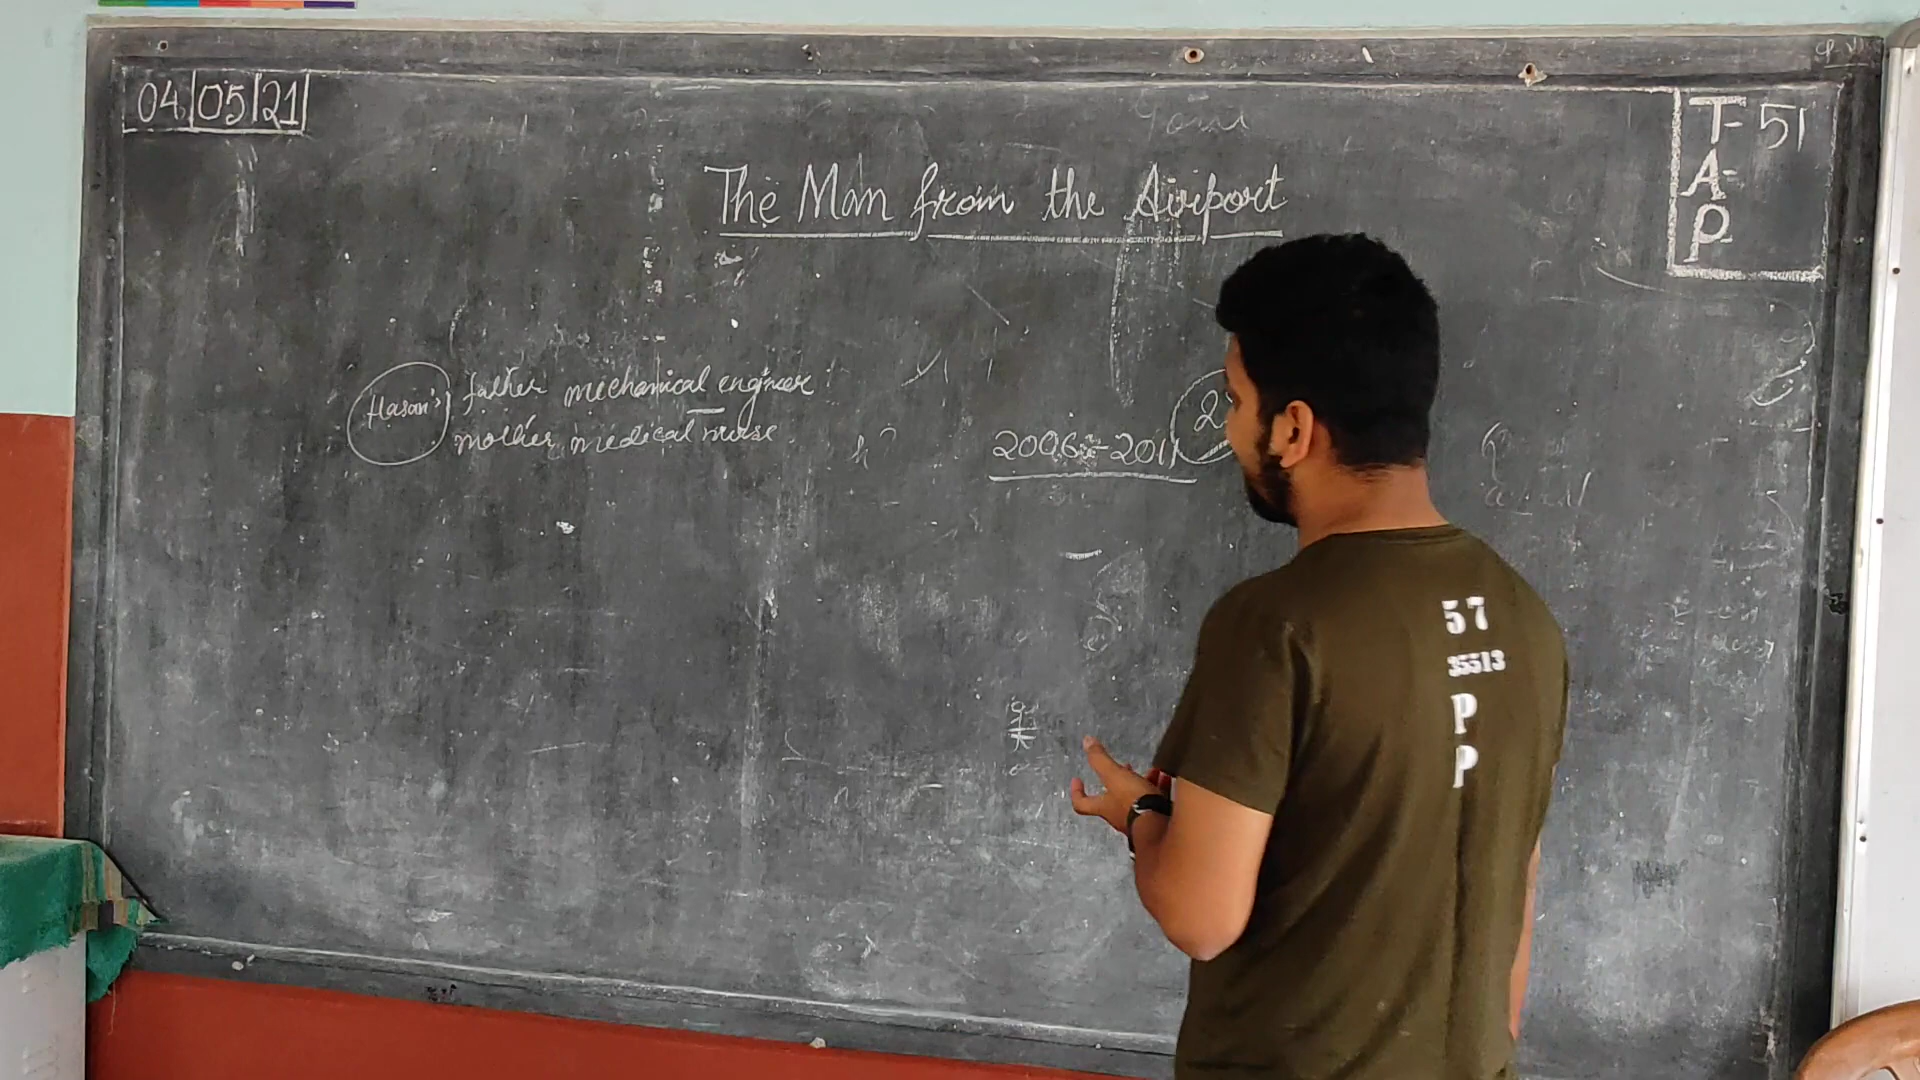 04|05|21
T- 51
A-
P-
The Man from the Airport
Hasan's
father mechanical engineer
mother medical nurse
2006-2011
57
35513
P
P